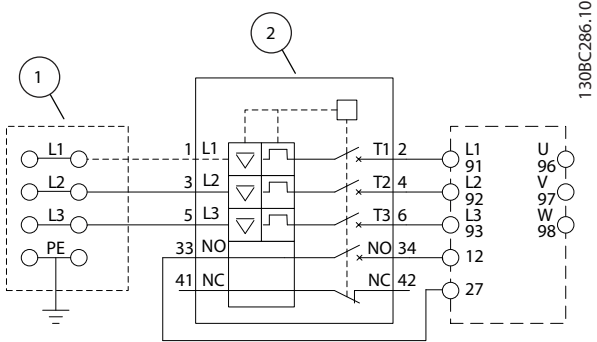 130BC286.10
1
2
L1 1 L1 T1 2 L1 91 U 96
L2 3 L2 T2 4 L2 92 V 97
L3 5 L3 T3 6 L3 93 W 98
PE 33 NO NO 34 12
41 NC NC 42 27